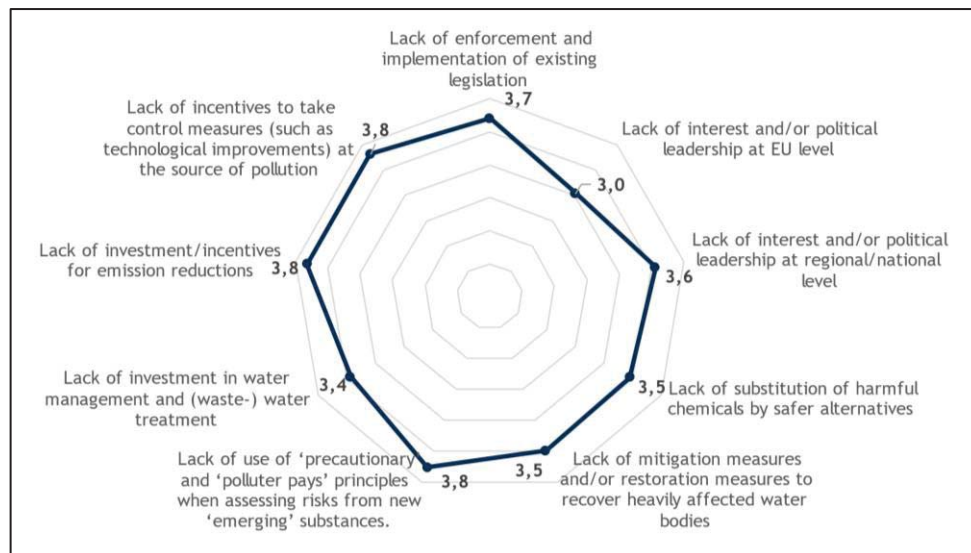 Lack of enforcement and
implementation of existing
legislation
3,7
Lack of interest and/or political
leadership at EU level
3,0
Lack of interest and/or political
leadership at regional/national
level
3,6
Lack of substitution of harmful
chemicals by safer alternatives
3,5
Lack of mitigation measures
and/or restoration measures to
recover heavily affected water
bodies
3,5
Lack of use of ‘precautionary
and ‘polluter pays’ principles
when assessing risks from new
‘emerging’ substances.
3,8
Lack of investment in water
management and (waste-) water
treatment
3,4
Lack of investment/incentives
for emission reductions
3,8
Lack of incentives to take
control measures (such as
technological improvements) at
the source of pollution
3,8